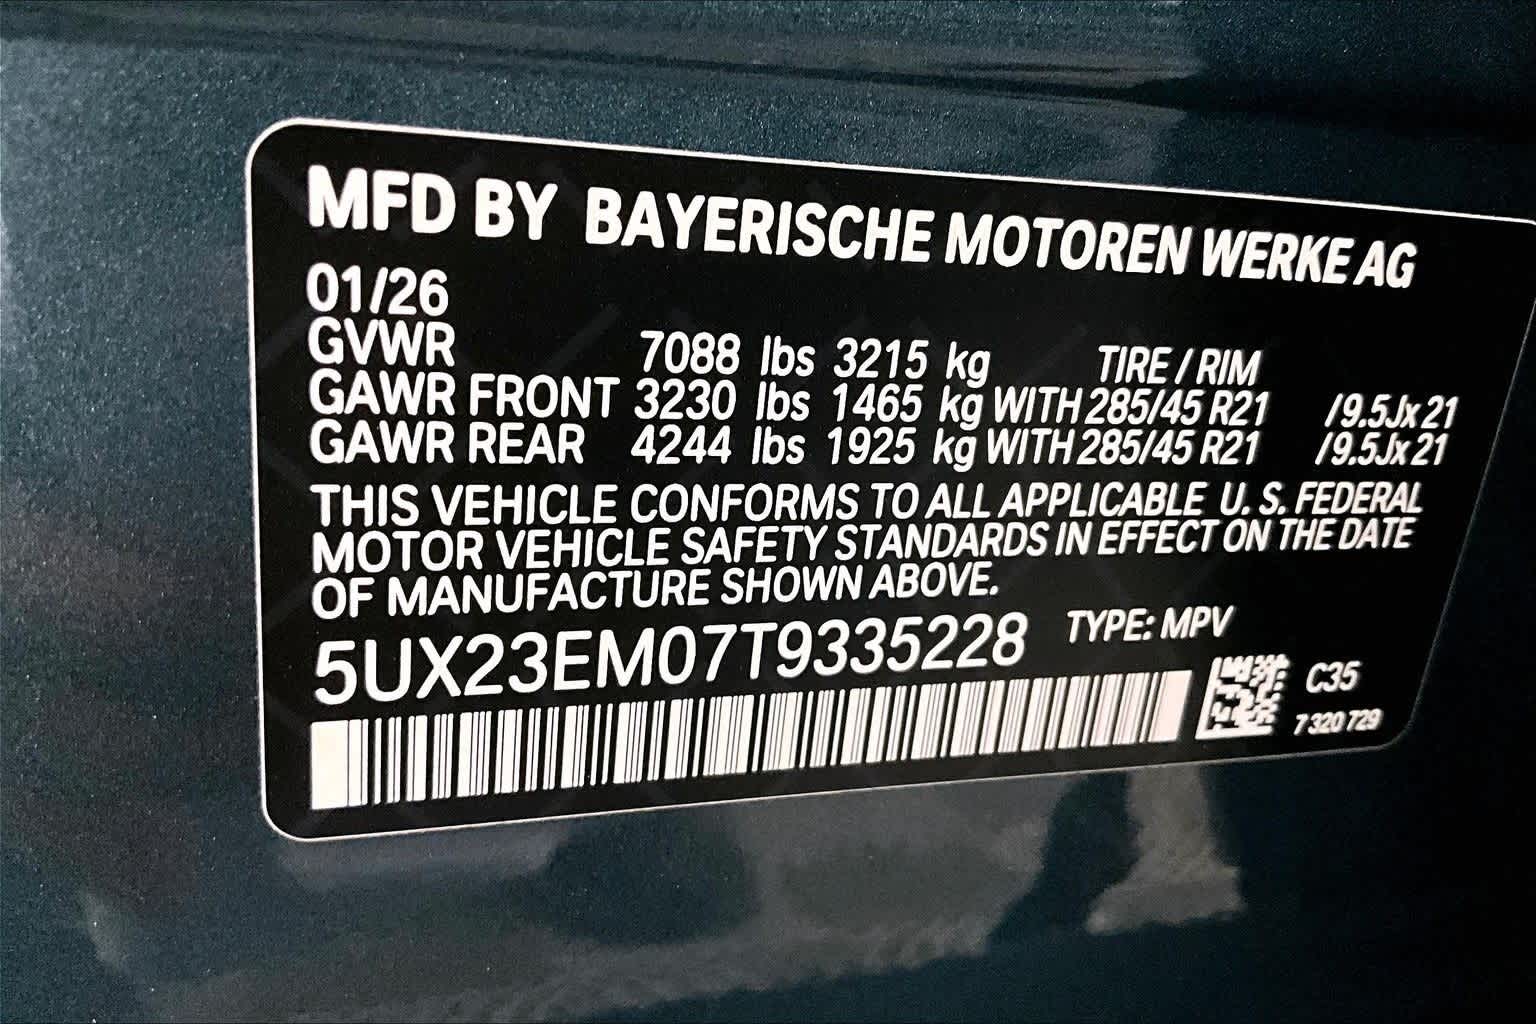 MFD BY BAYERISCHE MOTOREN WERKE AG
01/26
GVWR 7088 lbs 3215 kg TIRE / RIM
GAWR FRONT 3230 lbs 1465 kg WITH 285/45 R21 /9.5Jx21
GAWR REAR 4244 lbs 1925 kg WITH 285/45 R21 /9.5Jx21
THIS VEHICLE CONFORMS TO ALL APPLICABLE U. S. FEDERAL
MOTOR VEHICLE SAFETY STANDARDS IN EFFECT ON THE DATE
OF MANUFACTURE SHOWN ABOVE.
5UX23EM07T9335228 TYPE: MPV
C35
7 320 729